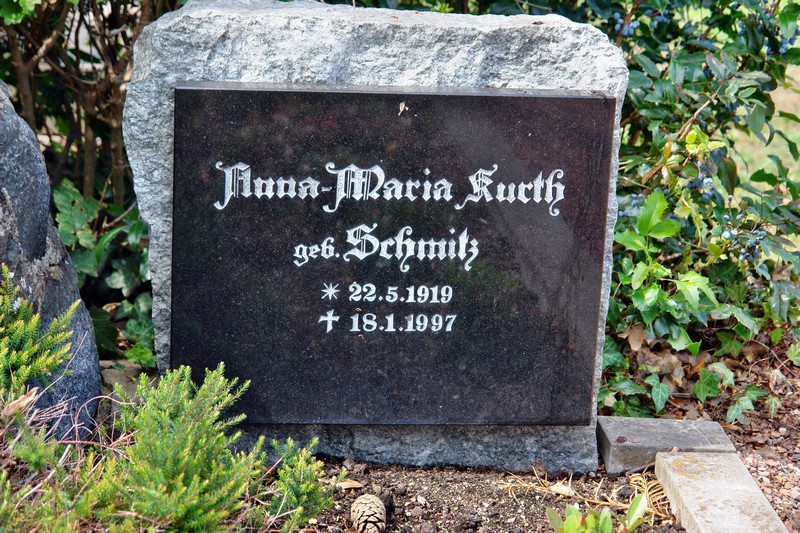 Anna-Maria Kurth
geb. Schmitz
* 22.5.1919
✝ 18.1.1997